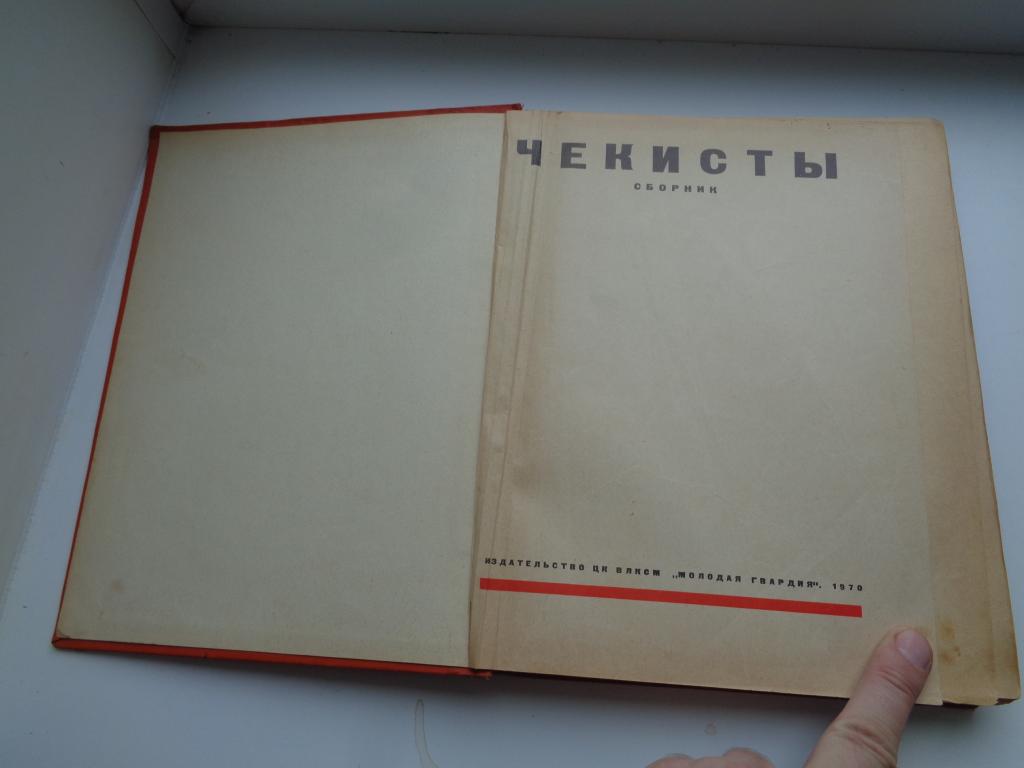 ЧЕКИСТЫ
СБОРНИК
ИЗДАТЕЛЬСТВО ЦК ВЛКСМ „МОЛОДАЯ ГВАРДИЯ". 1970